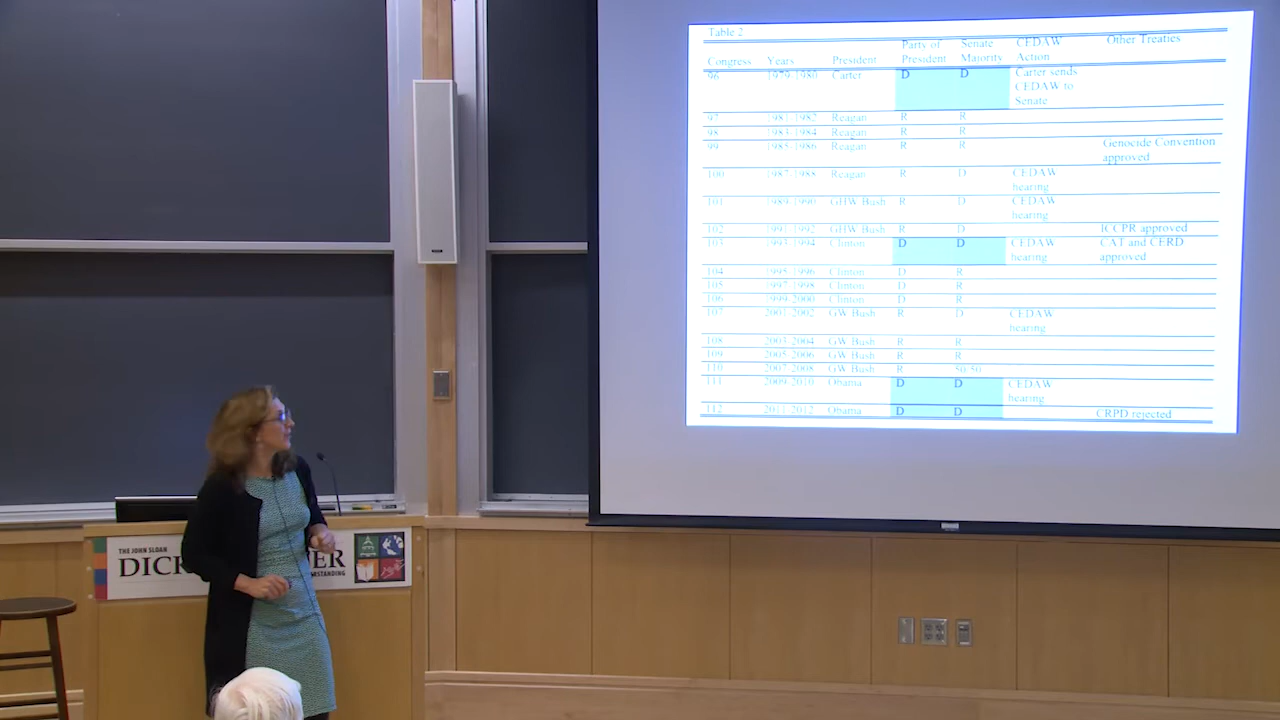 Table 2
Congress Years President Party of President Senate Majority CEDAW Action Other Treaties
96 1979-1980 Carter D D Carter sends CEDAW to Senate
97 1981-1982 Reagan R R
98 1983-1984 Reagan R R
99 1985-1986 Reagan R R Genocide Convention approved
100 1987-1988 Reagan R D CEDAW hearing
101 1989-1990 GHW Bush R D CEDAW hearing
102 1991-1992 GHW Bush R D ICCPR approved
103 1993-1994 Clinton D D CEDAW hearing CAT and CERD approved
104 1995-1996 Clinton D R
105 1997-1998 Clinton D R
106 1999-2000 Clinton D R
107 2001-2002 GW Bush R D CEDAW hearing
108 2003-2004 GW Bush R R
109 2005-2006 GW Bush R R
110 2007-2008 GW Bush R 50-50
111 2009-2010 Obama D D CEDAW hearing
112 2011-2012 Obama D D CRPD rejected
THE JOHN SLOAN
DICK ER